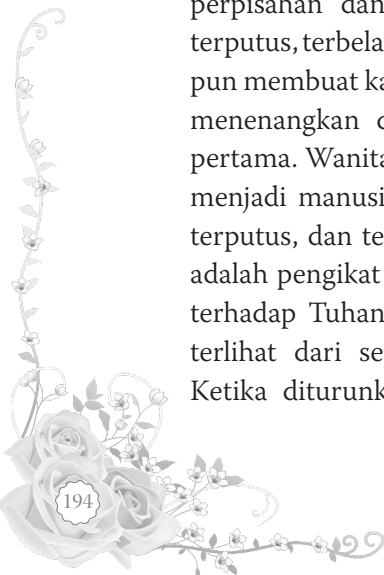 perpisahan dan
terputus, terbela
pun membuat ka
menenangkan d
pertama. Wanita
menjadi manusi
terputus, dan te
adalah pengikat
terhadap Tuhan
terlihat dari se
Ketika diturunk
194